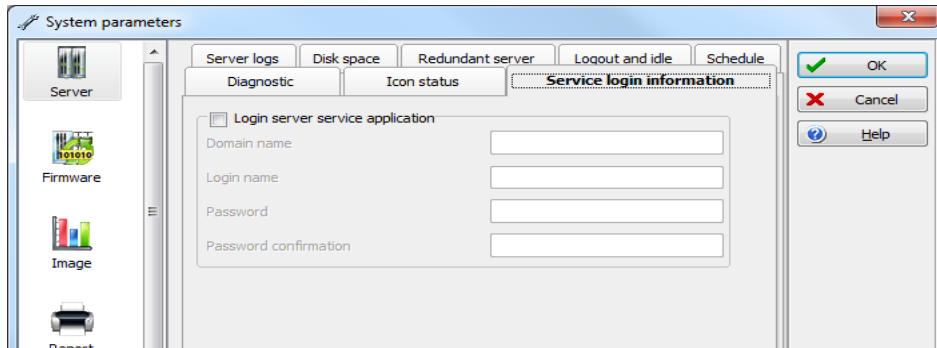 System parameters
Server
Firmware
Image
Server logs Disk space Redundant server Logout and idle Schedule
Diagnostic Icon status Service login information
Login server service application
Domain name
Login name
Password
Password confirmation
OK
Cancel
Help